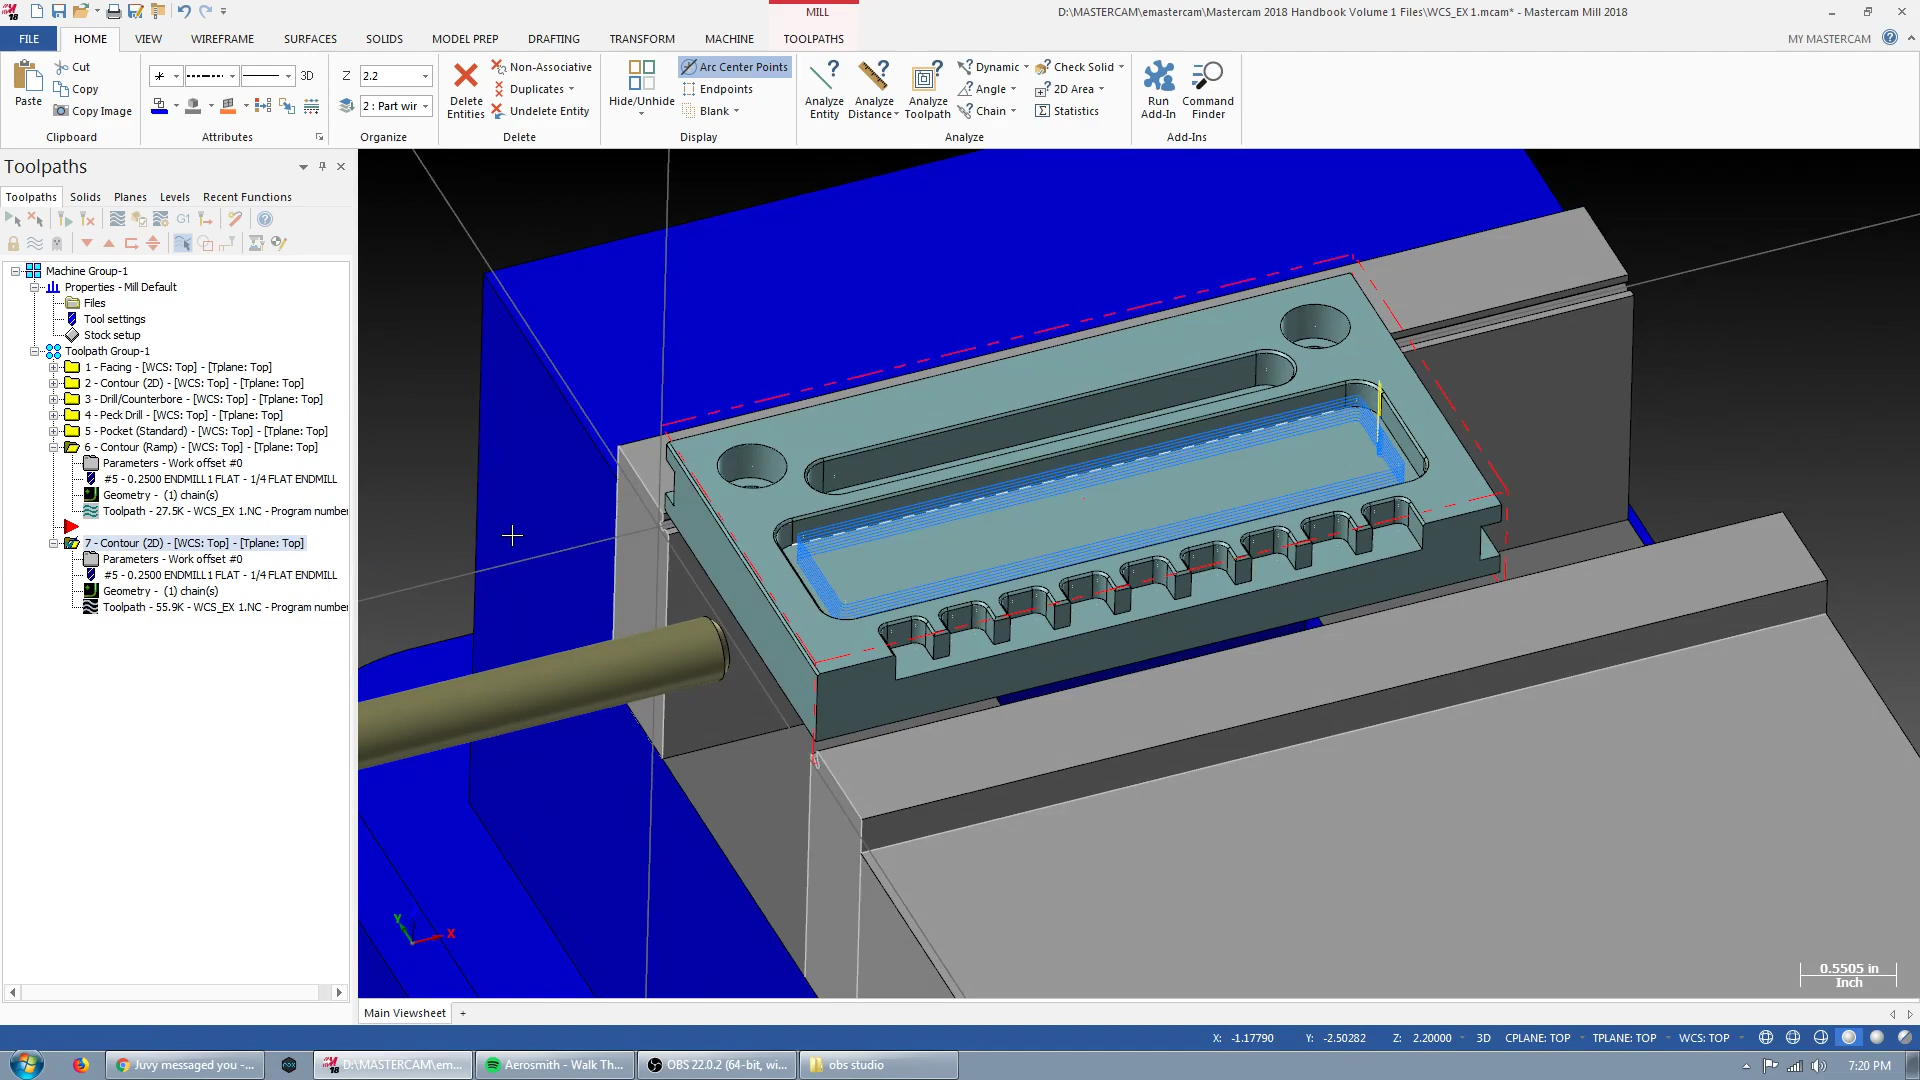 MILL
D:\MASTERCAM\emastercam\Mastercam 2018 Handbook Volume 1 Files\WCS_EX 1.mcam* - Mastercam Mill 2018
FILE
HOME
VIEW
WIREFRAME
SURFACES
SOLIDS
MODEL PREP
DRAFTING
TRANSFORM
MACHINE
TOOLPATHS
MY MASTERCAM
Paste
Cut
Copy
Copy Image
Clipboard
3D
Attributes
Z
2.2
2 : Part wir
Organize
Delete
Entities
Non-Associative
Duplicates
Undelete Entity
Delete
Hide/Unhide
Arc Center Points
Endpoints
Blank
Display
Analyze
Entity
Analyze
Distance
Analyze
Toolpath
Dynamic
Angle
Chain
Check Solid
2D Area
Statistics
Analyze
Run
Add-In
Command
Finder
Add-Ins
Toolpaths
Toolpaths
Solids
Planes
Levels
Recent Functions
G1
Machine Group-1
Properties - Mill Default
Files
Tool settings
Stock setup
Toolpath Group-1
1 - Facing - [WCS: Top] - [Tplane: Top]
2 - Contour (2D) - [WCS: Top] - [Tplane: Top]
3 - Drill/Counterbore - [WCS: Top] - [Tplane: Top]
4 - Peck Drill - [WCS: Top] - [Tplane: Top]
5 - Pocket (Standard) - [WCS: Top] - [Tplane: Top]
6 - Contour (Ramp) - [WCS: Top] - [Tplane: Top]
Parameters - Work offset #0
#5 - 0.2500 ENDMILL1 FLAT - 1/4 FLAT ENDMILL
Geometry - (1) chain(s)
Toolpath - 27.5K - WCS_EX 1.NC - Program number
7 - Contour (2D) - [WCS: Top] - [Tplane: Top]
Parameters - Work offset #0
#5 - 0.2500 ENDMILL1 FLAT - 1/4 FLAT ENDMILL
Geometry - (1) chain(s)
Toolpath - 55.9K - WCS_EX 1.NC - Program number
Y
X
0.5505 in
Inch
Main Viewsheet
+
X: -1.17790
Y: -2.50282
Z: 2.20000
3D
CPLANE: TOP
TPLANE: TOP
WCS: TOP
Juvy messaged you -...
D:\MASTERCAM\em...
Aerosmith - Walk Th...
OBS 22.0.2 (64-bit, wi...
obs studio
7:20 PM